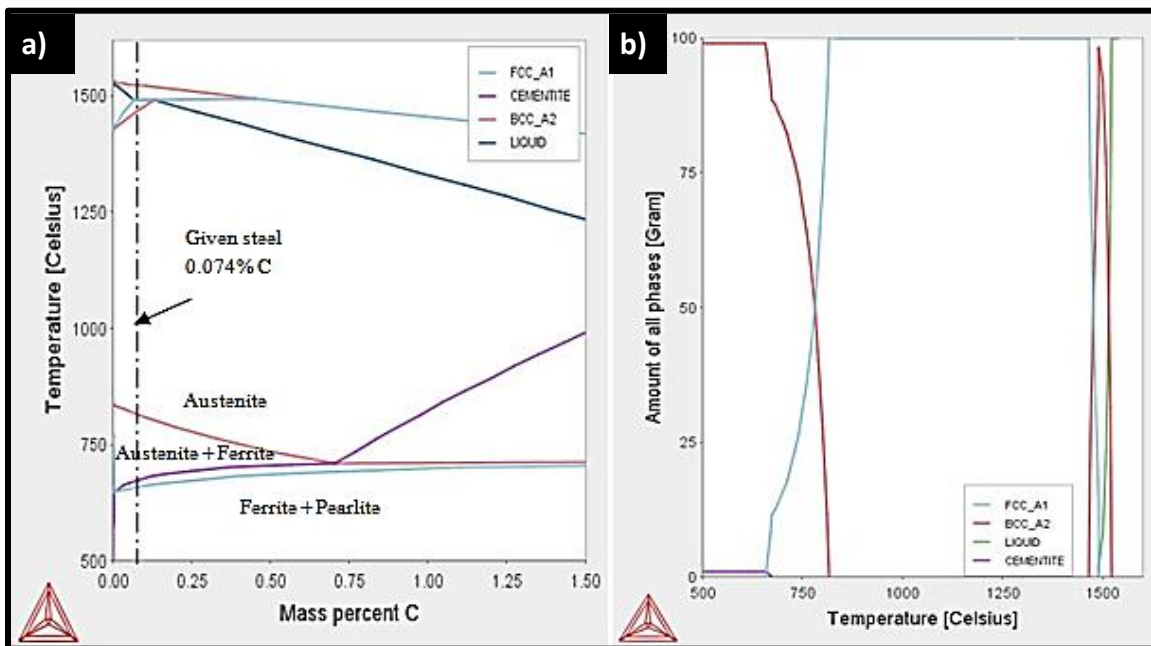 a)
FCC_A1
CEMENTITE
BCC_A2
LIQUID
Given steel
0.074% C
Austenite
Austenite+Ferrite
Ferrite+Pearlite
1500
1250
1000
750
500
Temperature [Celsius]
0.00 0.25 0.50 0.75 1.00 1.25 1.50
Mass percent C
b)
100
75
50
25
0
Amount of all phases [Gram]
FCC_A1
BCC_A2
LIQUID
CEMENTITE
500 750 1000 1250 1500
Temperature [Celsius]